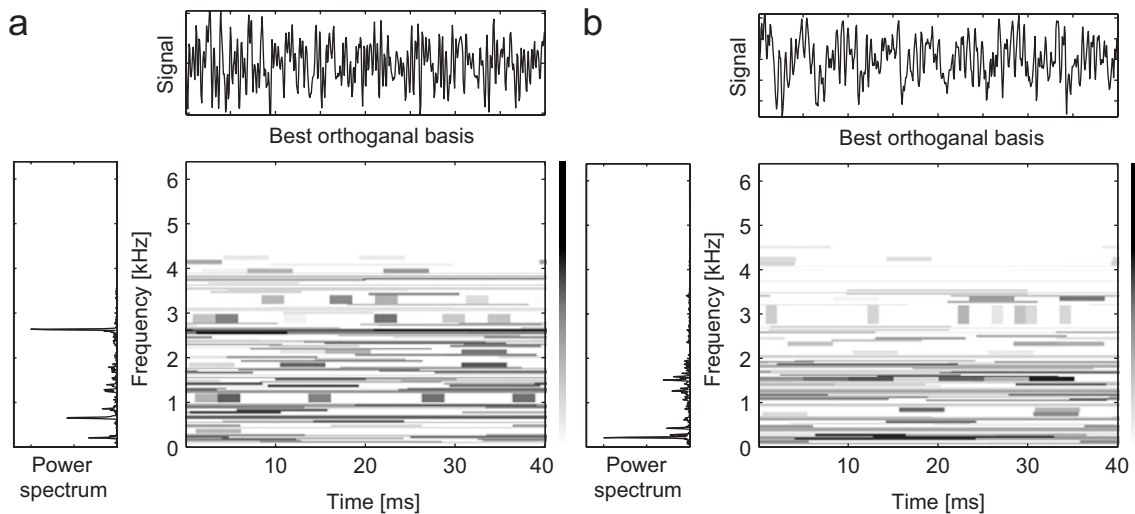 a
Signal
Best orthoganal basis
Frequency [kHz]
6
5
4
3
2
1
0
10
20
30
40
Time [ms]
Power
spectrum
b
Signal
Best orthoganal basis
Frequency [kHz]
6
5
4
3
2
1
0
10
20
30
40
Time [ms]
Power
spectrum